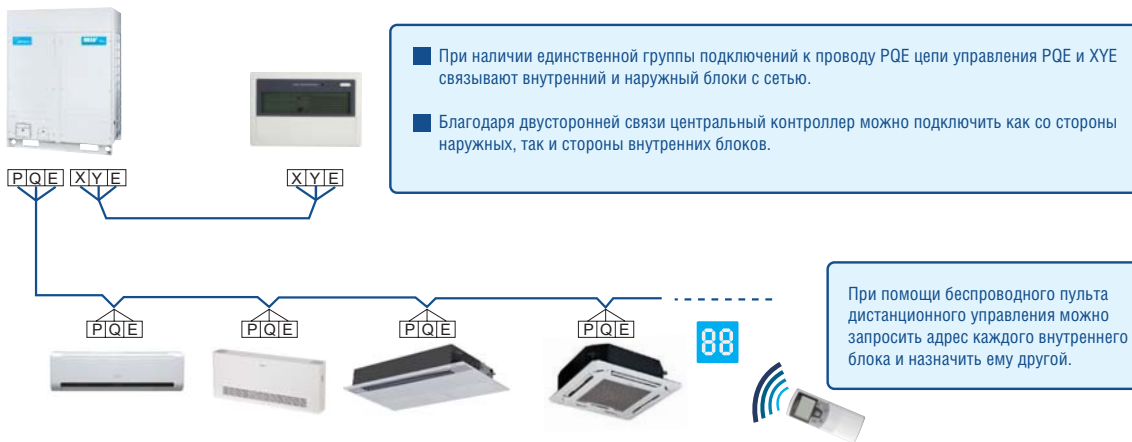 При наличии единственной группы подключений к проводу PQE цепи управления PQE и XYE
связывают внутренний и наружный блоки с сетью.
Благодаря двусторонней связи центральный контроллер можно подключить как со стороны
наружных, так и стороны внутренних блоков.
P Q E X Y E X Y E
P Q E P Q E P Q E P Q E
88
При помощи беспроводного пульта
дистанционного управления можно
запросить адрес каждого внутреннего
блока и назначить ему другой.